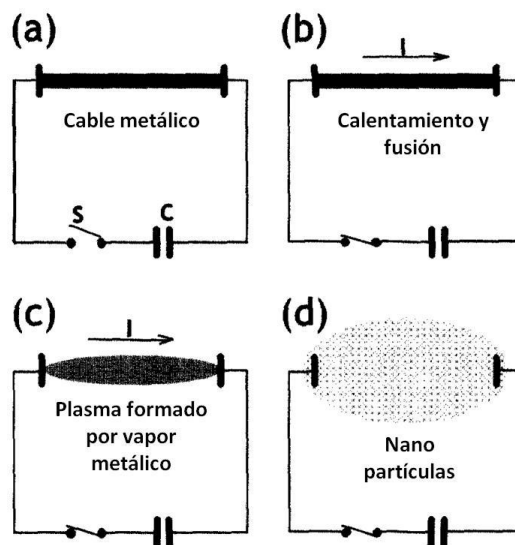 (a)
Cable metálico
S
C
(b)
I
Calentamiento y
fusión
(c)
I
Plasma formado
por vapor
metálico
(d)
Nano
partículas